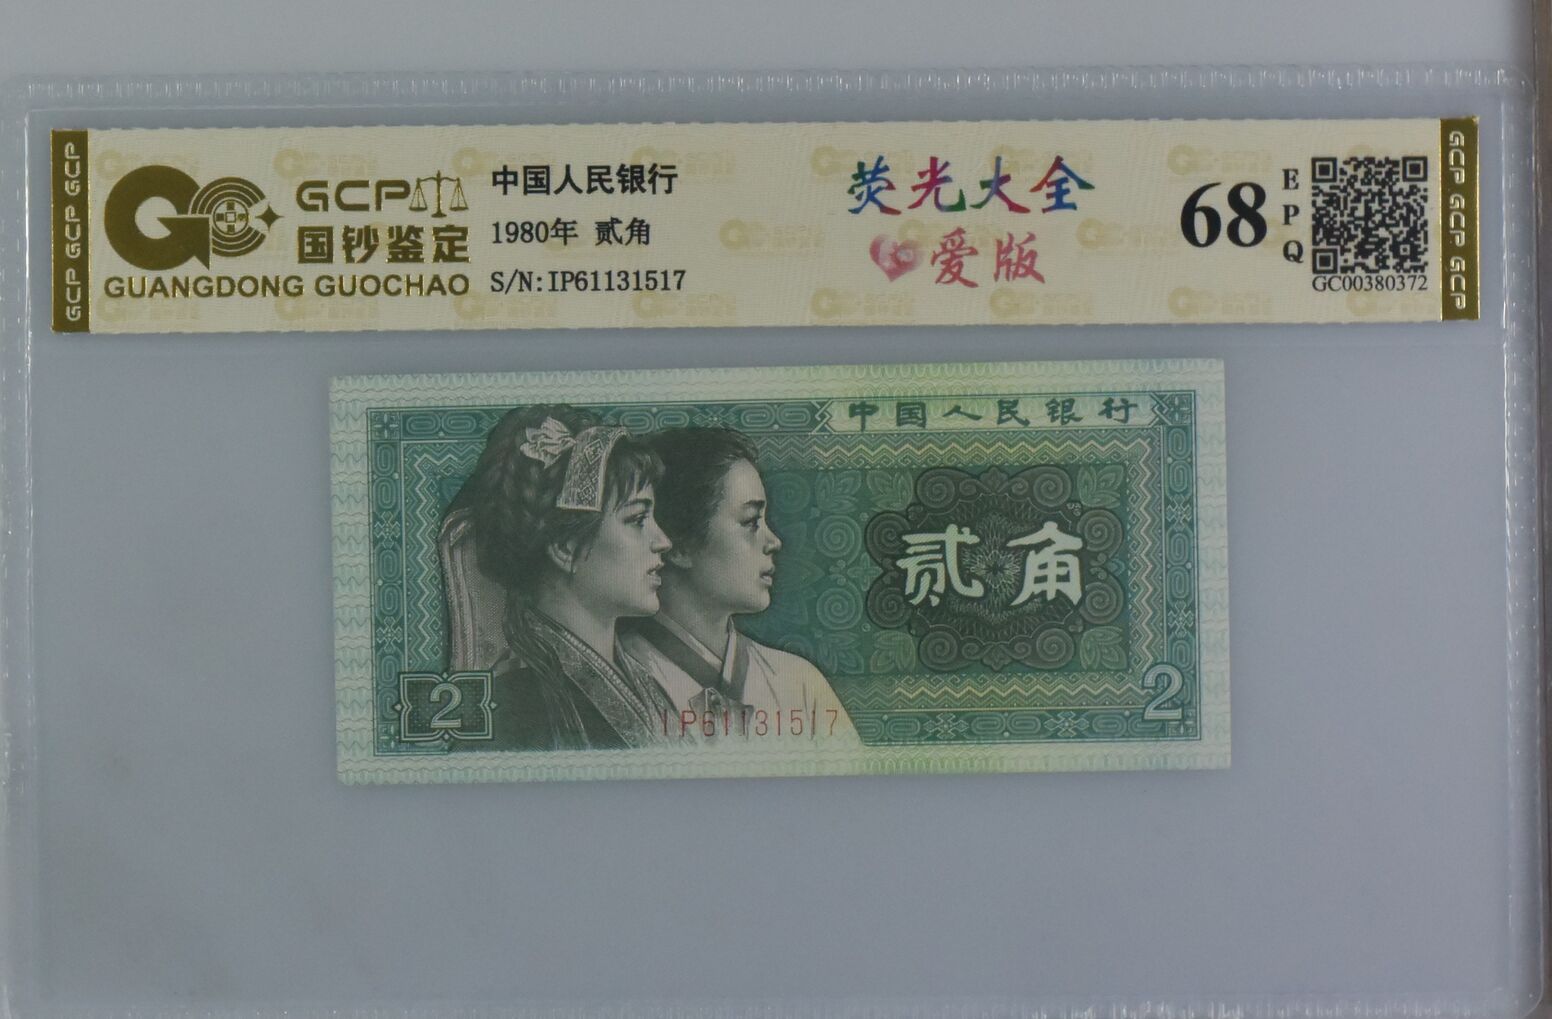 GCP
国钞鉴定
GUANGDONG GUOCHAO
中国人民银行
1980年 贰角
S/N:IP61131517
荧光大全
爱版
68
EPQ
GC00380372
GCP GCP GCP
GCP GCP GCP
中国人民银行
贰角
2
2
IP61131517